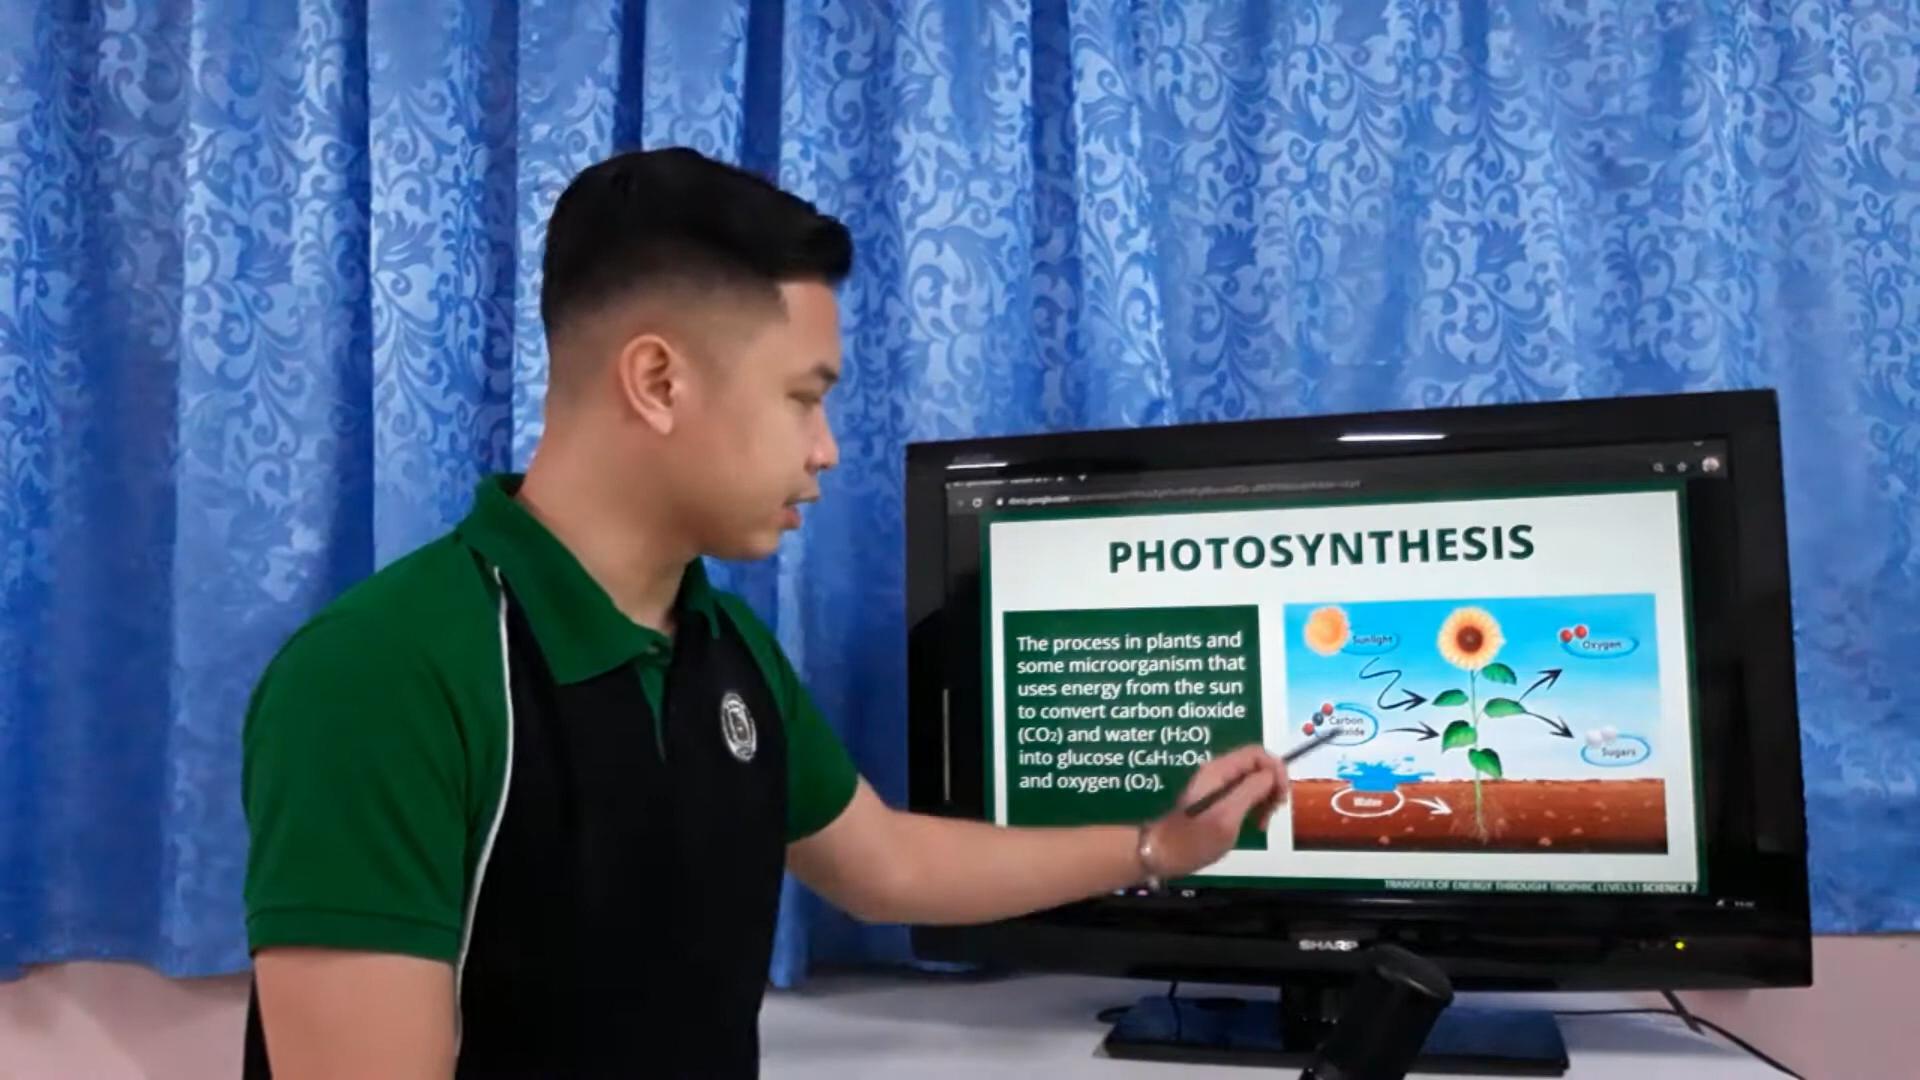 PHOTOSYNTHESIS
The process in plants and
some microorganism that
uses energy from the sun
to convert carbon dioxide
(CO2) and water (H2O)
into glucose (C6H12O6)
and oxygen (O2).
Sunlight
Oxygen
Carbon
Sugars
Water
TRANSFER OF ENERGY THROUGH TROPHIC LEVELS | SCIENCE 7
SHARP